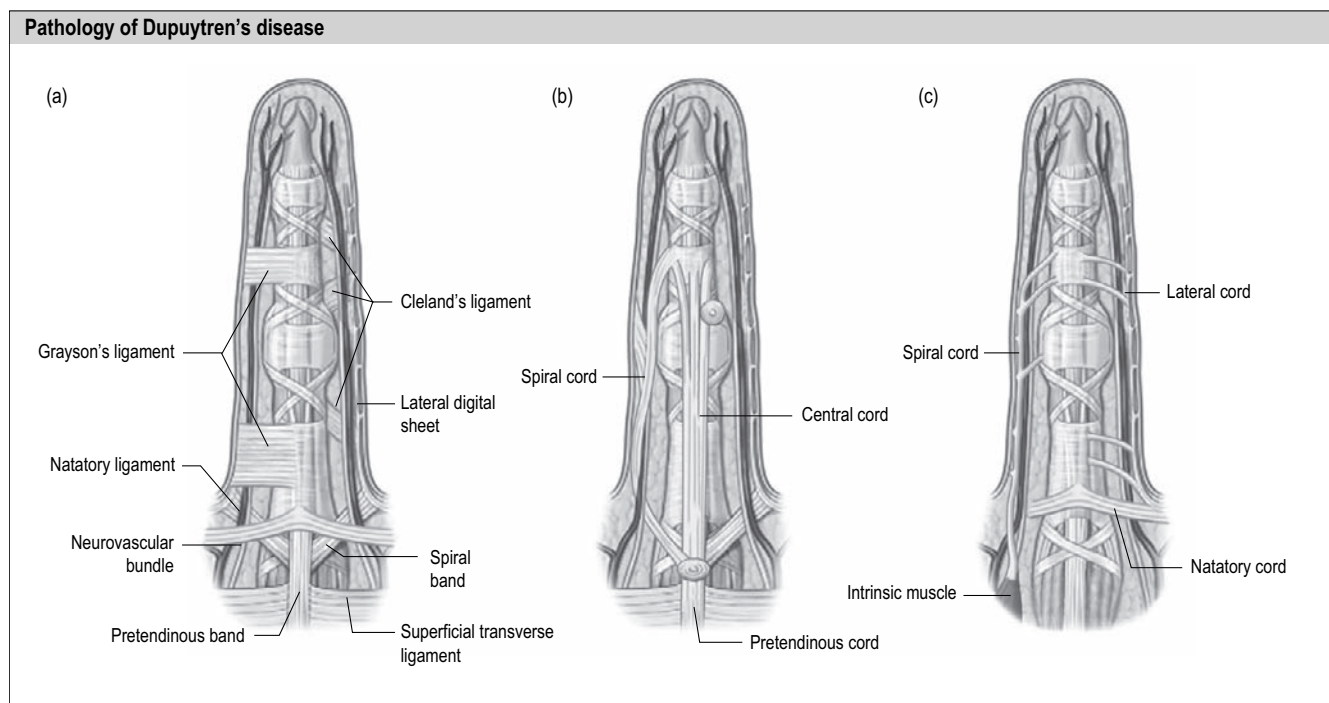 Pathology of Dupuytren’s disease
(a)
Cleland’s ligament
Grayson’s ligament
Lateral digital
sheet
Natatory ligament
Neurovascular
bundle
Spiral
band
Pretendinous band
Superficial transverse
ligament
(b)
Spiral cord
Central cord
Pretendinous cord
(c)
Lateral cord
Spiral cord
Natatory cord
Intrinsic muscle